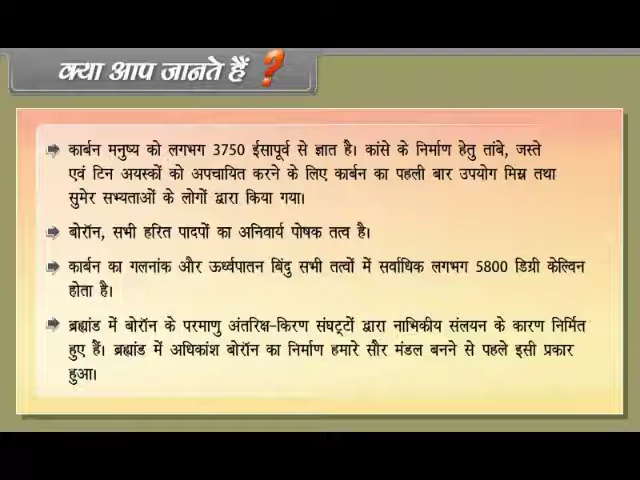 क्या आप जानते हैं ?
कार्बन मनुष्य को लगभग 3750 ईसापूर्व से ज्ञात है। कांसे के निर्माण हेतु तांबे, जस्ते
एवं टिन अयस्कों को अपचायित करने के लिए कार्बन का पहली बार उपयोग मिस्र तथा
सुमेर सभ्यताओं के लोगों द्वारा किया गया।
बोरॉन, सभी हरित पादपों का अनिवार्य पोषक तत्व है।
कार्बन का गलनांक और ऊर्ध्वपातन बिंदु सभी तत्वों में सर्वाधिक लगभग 5800 डिग्री केल्विन
होता है।
ब्रह्मांड में बोरॉन के परमाणु अंतरिक्ष-किरण संघट्टों द्वारा नाभिकीय संलयन के कारण निर्मित
हुए हैं। ब्रह्मांड में अधिकांश बोरॉन का निर्माण हमारे सौर मंडल बनने से पहले इसी प्रकार
हुआ।